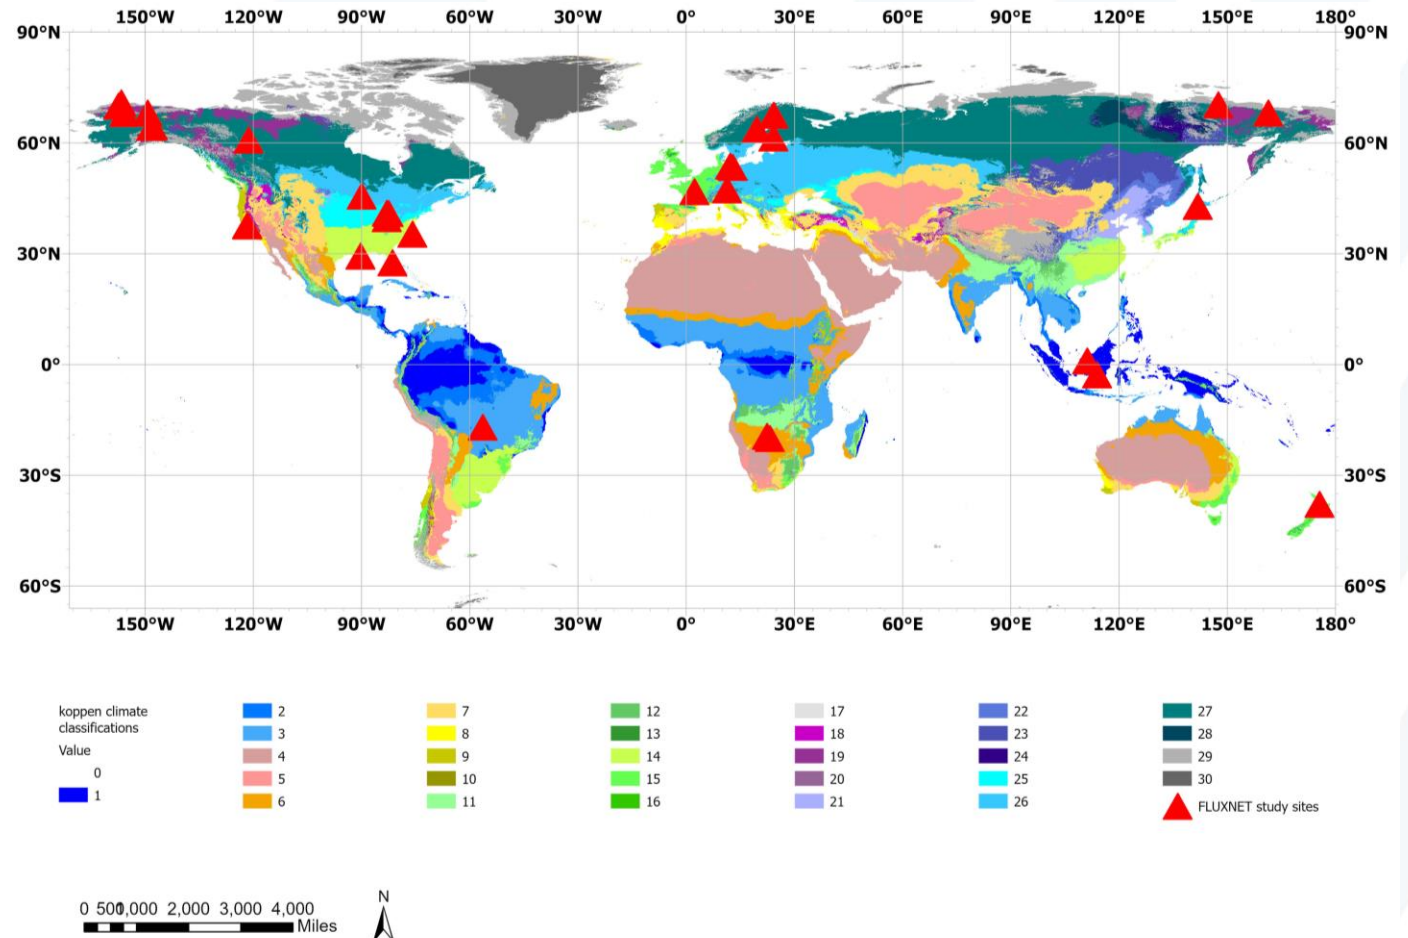 150°W 120°W 90°W 60°W 30°W 0° 30°E 60°E 90°E 120°E 150°E 180°
90°N 90°N
60°N 60°N
30°N 30°N
0° 0°
30°S 30°S
60°S 60°S
150°W 120°W 90°W 60°W 30°W 0° 30°E 60°E 90°E 120°E 150°E 180°
koppen climate
classifications
Value
0
1
2
3
4
5
6
7
8
9
10
11
12
13
14
15
16
17
18
19
20
21
22
23
24
25
26
27
28
29
30
FLUXNET study sites
N
0 500 1,000 2,000 3,000 4,000
Miles